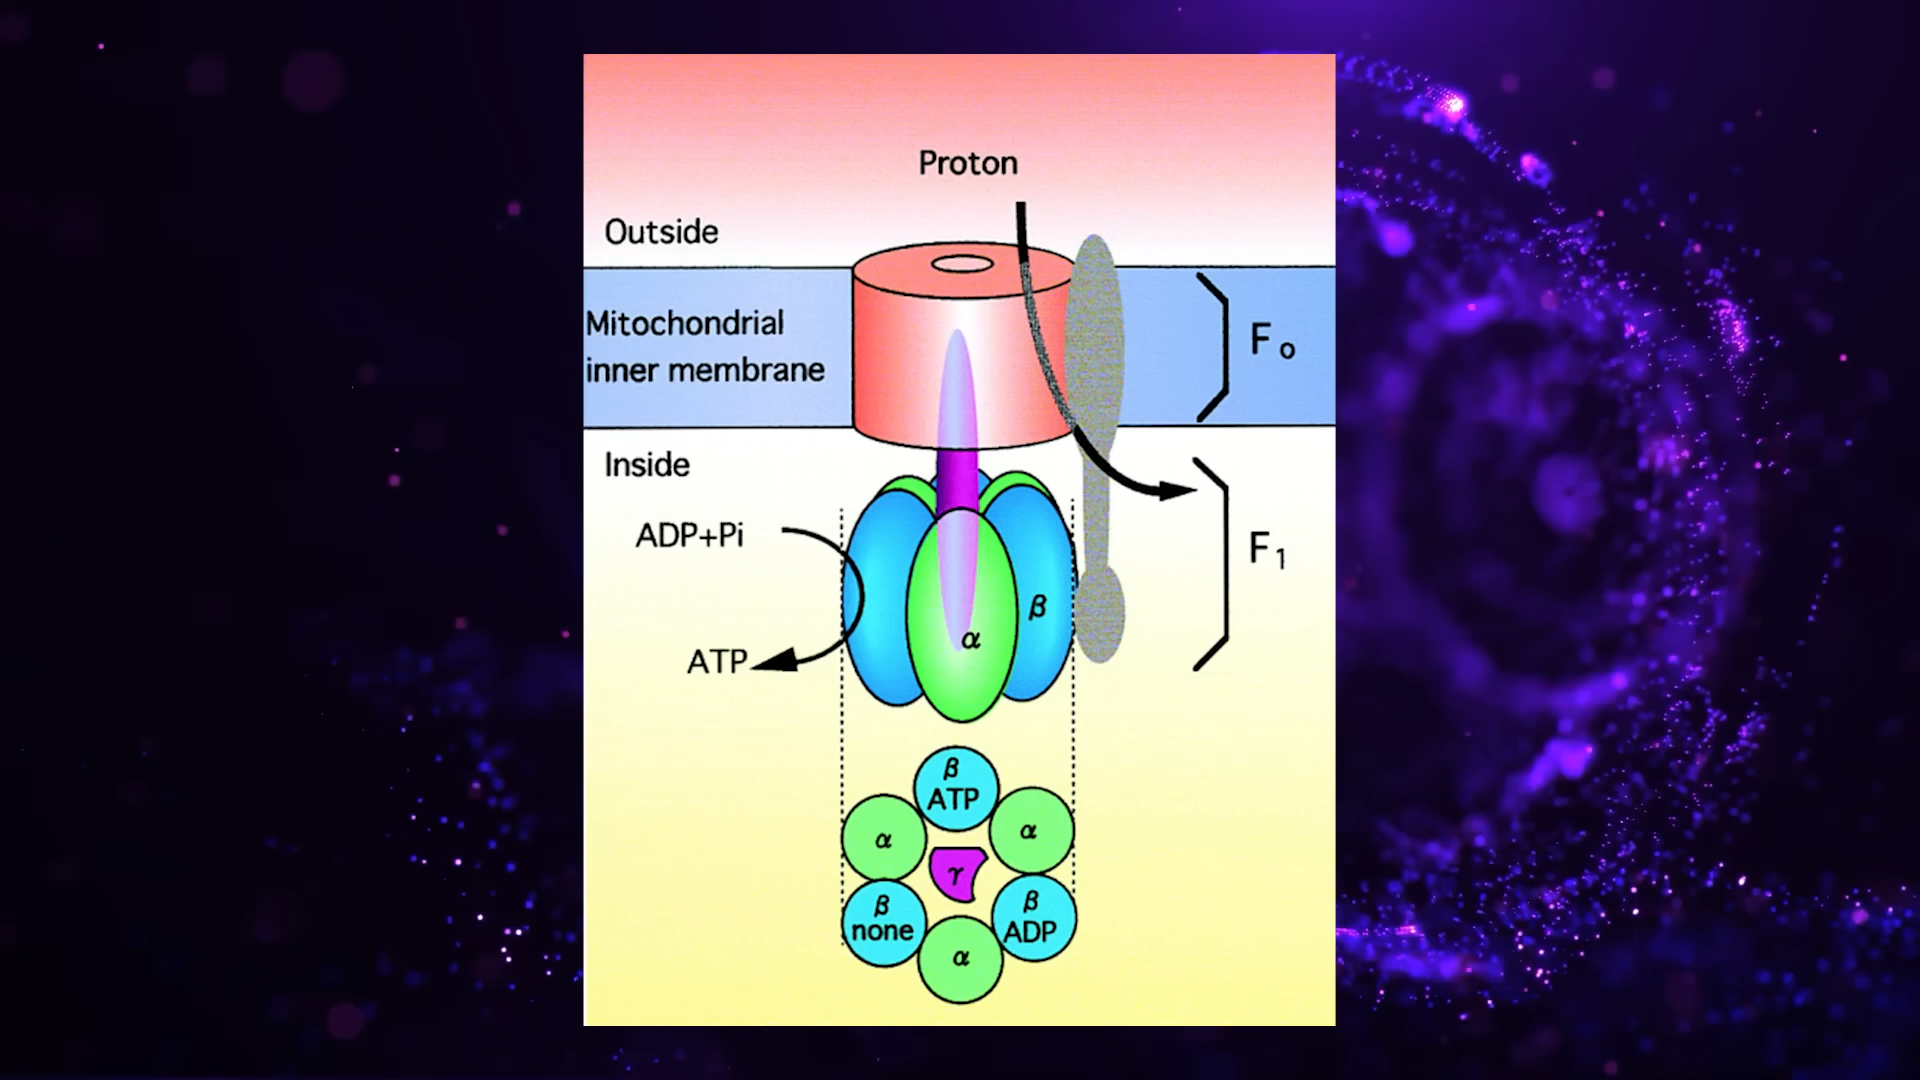 Proton
Outside
Mitochondrial
inner membrane
Fo
Inside
ADP+Pi
F1
β
α
ATP
β
ATP
α
α
γ
β
none
β
ADP
α